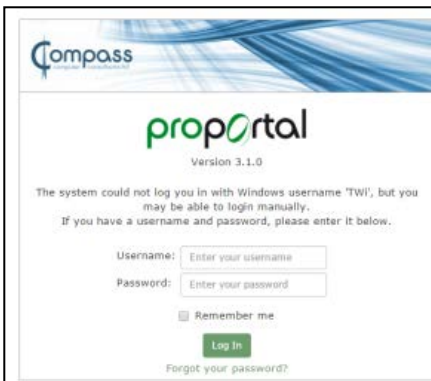 Compass
proportal
Version 3.1.0
The system could not log you in with Windows username 'TWi', but you
may be able to login manually.
If you have a username and password, please enter it below.
Username: Enter your username
Password: Enter your password
Remember me
Log In
Forgot your password?